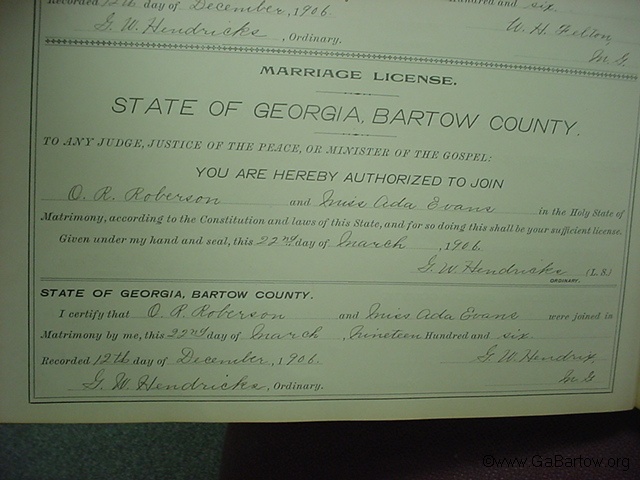 Recorded 12th day of December, 1906. Hundred and six.
G. W. Hendricks, Ordinary. W. H. Felton,
M. G.
MARRIAGE LICENSE.
STATE OF GEORGIA, BARTOW COUNTY.
TO ANY JUDGE, JUSTICE OF THE PEACE, OR MINISTER OF THE GOSPEL:
YOU ARE HEREBY AUTHORIZED TO JOIN
O. R. Roberson and Miss Ada Evans in the Holy State of
Matrimony, according to the Constitution and laws of this State, and for so doing this shall be your sufficient license.
Given under my hand and seal, this 22nd day of March, 1906.
G. W. Hendricks (L. S.)
ORDINARY.
STATE OF GEORGIA, BARTOW COUNTY.
I certify that O. R. Roberson and Miss Ada Evans were joined in
Matrimony by me, this 22nd day of March, Nineteen Hundred and six.
Recorded 12th day of December, 1906. G. W. Hendrix,
G. W. Hendricks, Ordinary. M. G.
©www.GaBartow.org